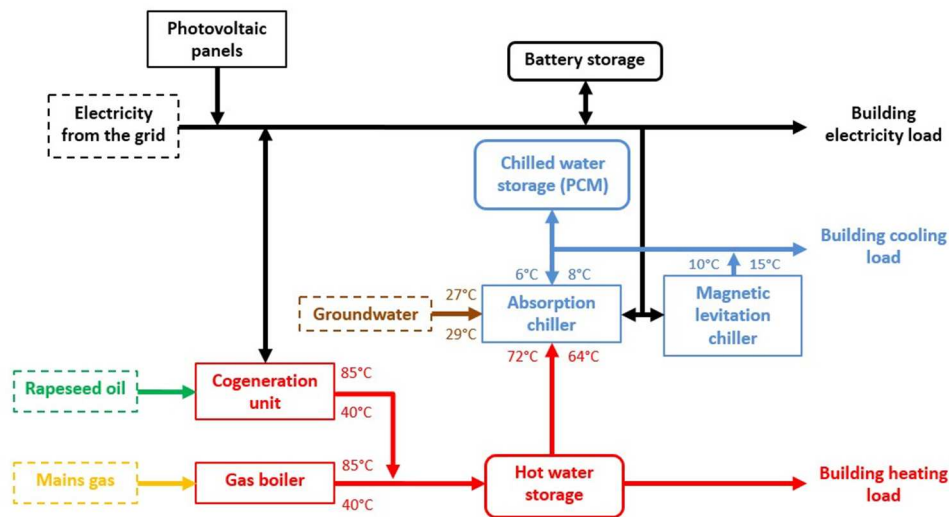 Photovoltaic
panels
Battery storage
Electricity
from the grid
Building
electricity load
Chilled water
storage (PCM)
Building cooling
load
6°C 8°C
10°C 15°C
Groundwater
27°C
29°C
Absorption
chiller
Magnetic
levitation
chiller
72°C 64°C
Rapeseed oil
Cogeneration
unit
85°C
40°C
Mains gas
Gas boiler
85°C
40°C
Hot water
storage
Building heating
load